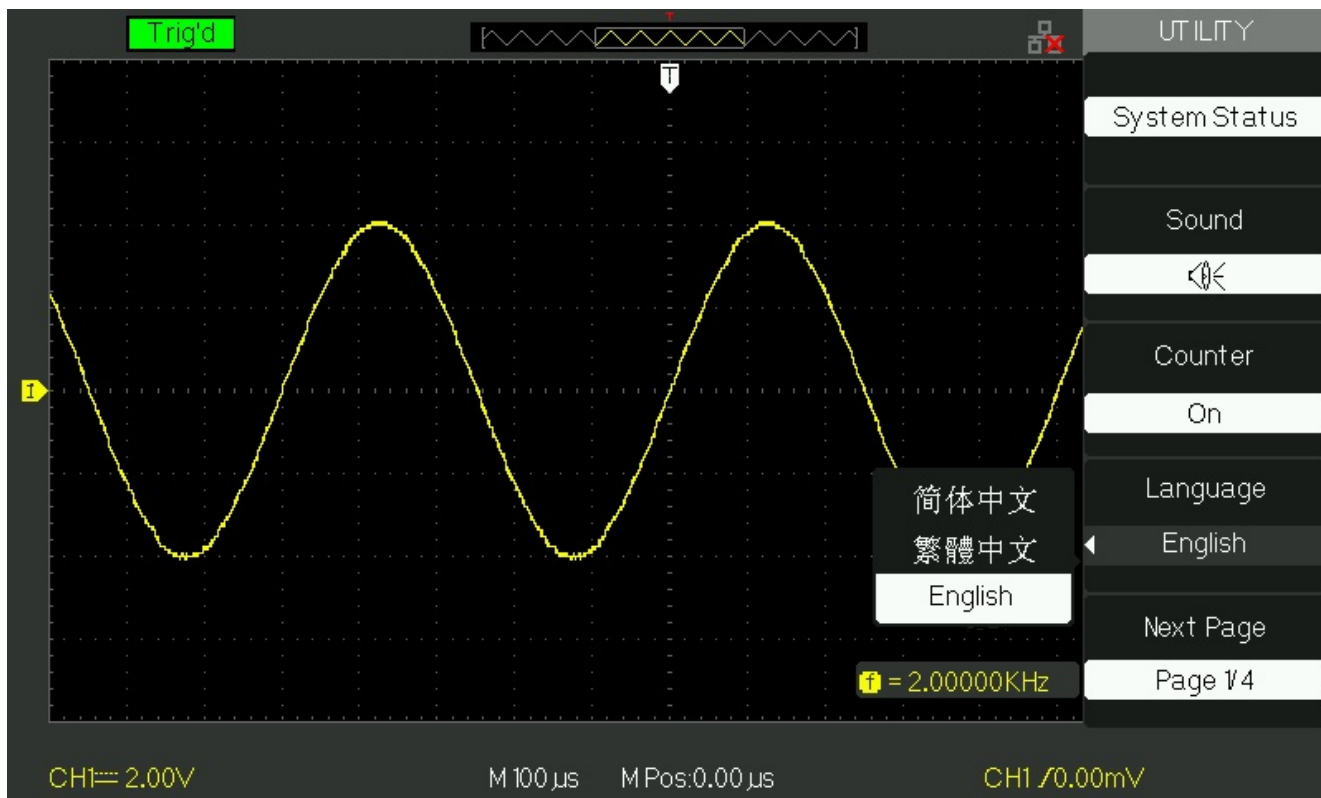 Trig'd
T
UTILITY
T
System Status
Sound
Counter
1
On
Language
简体中文
繁體中文
English
English
Next Page
f = 2.00000KHz
Page 1/4
CH1 2.00V
M 100 µs
M Pos:0.00 µs
CH1 0.00mV